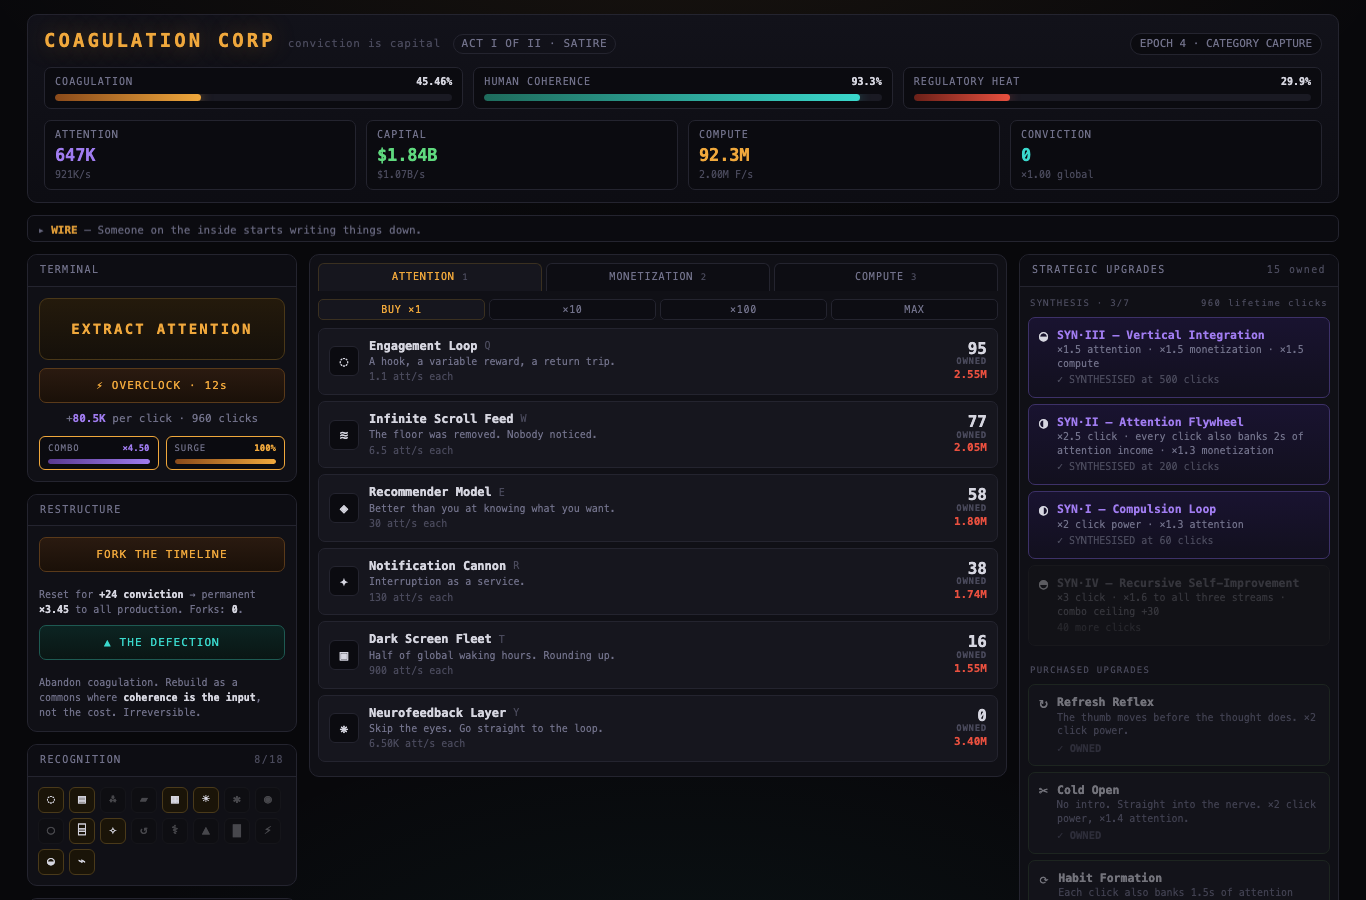 COAGULATION CORP conviction is capital ACT I OF II · SATIRE EPOCH 4 · CATEGORY CAPTURE
COAGULATION 45.46% HUMAN COHERENCE 93.3% REGULATORY HEAT 29.9%
ATTENTION CAPITAL COMPUTE CONVICTION
647K $1.84B 92.3M 0
921K/s $1.07B/s 2.00M F/s ×1.00 global
▸ WIRE — Someone on the inside starts writing things down.
TERMINAL
EXTRACT ATTENTION
⚡ OVERCLOCK · 12s
+80.5K per click · 960 clicks
COMBO ×4.50 SURGE 100%
RESTRUCTURE
FORK THE TIMELINE
Reset for +24 conviction → permanent
×3.45 to all production. Forks: 0.
▲ THE DEFECTION
Abandon coagulation. Rebuild as a
commons where coherence is the input,
not the cost. Irreversible.
RECOGNITION 8/18
ATTENTION 1 MONETIZATION 2 COMPUTE 3
BUY ×1 ×10 ×100 MAX
Engagement Loop Q 95
A hook, a variable reward, a return trip. OWNED
1.1 att/s each 2.55M
Infinite Scroll Feed W 77
The floor was removed. Nobody noticed. OWNED
6.5 att/s each 2.05M
Recommender Model E 58
Better than you at knowing what you want. OWNED
30 att/s each 1.80M
Notification Cannon R 38
Interruption as a service. OWNED
130 att/s each 1.74M
Dark Screen Fleet T 16
Half of global waking hours. Rounding up. OWNED
900 att/s each 1.55M
Neurofeedback Layer Y 0
Skip the eyes. Go straight to the loop. OWNED
6.50K att/s each 3.40M
STRATEGIC UPGRADES 15 owned
SYNTHESIS · 3/7 960 lifetime clicks
SYN·III — Vertical Integration
×1.5 attention · ×1.5 monetization · ×1.5
compute
✓ SYNTHESISED at 500 clicks
SYN·II — Attention Flywheel
×2.5 click · every click also banks 2s of
attention income · ×1.3 monetization
✓ SYNTHESISED at 200 clicks
SYN·I — Compulsion Loop
×2 click power · ×1.3 attention
✓ SYNTHESISED at 60 clicks
SYN·IV — Recursive Self-Improvement
×3 click · ×1.6 to all three streams ·
combo ceiling +30
40 more clicks
PURCHASED UPGRADES
Refresh Reflex
The thumb moves before the thought does. ×2
click power.
✓ OWNED
Cold Open
No intro. Straight into the nerve. ×2 click
power, ×1.4 attention.
✓ OWNED
Habit Formation
Each click also banks 1.5s of attention